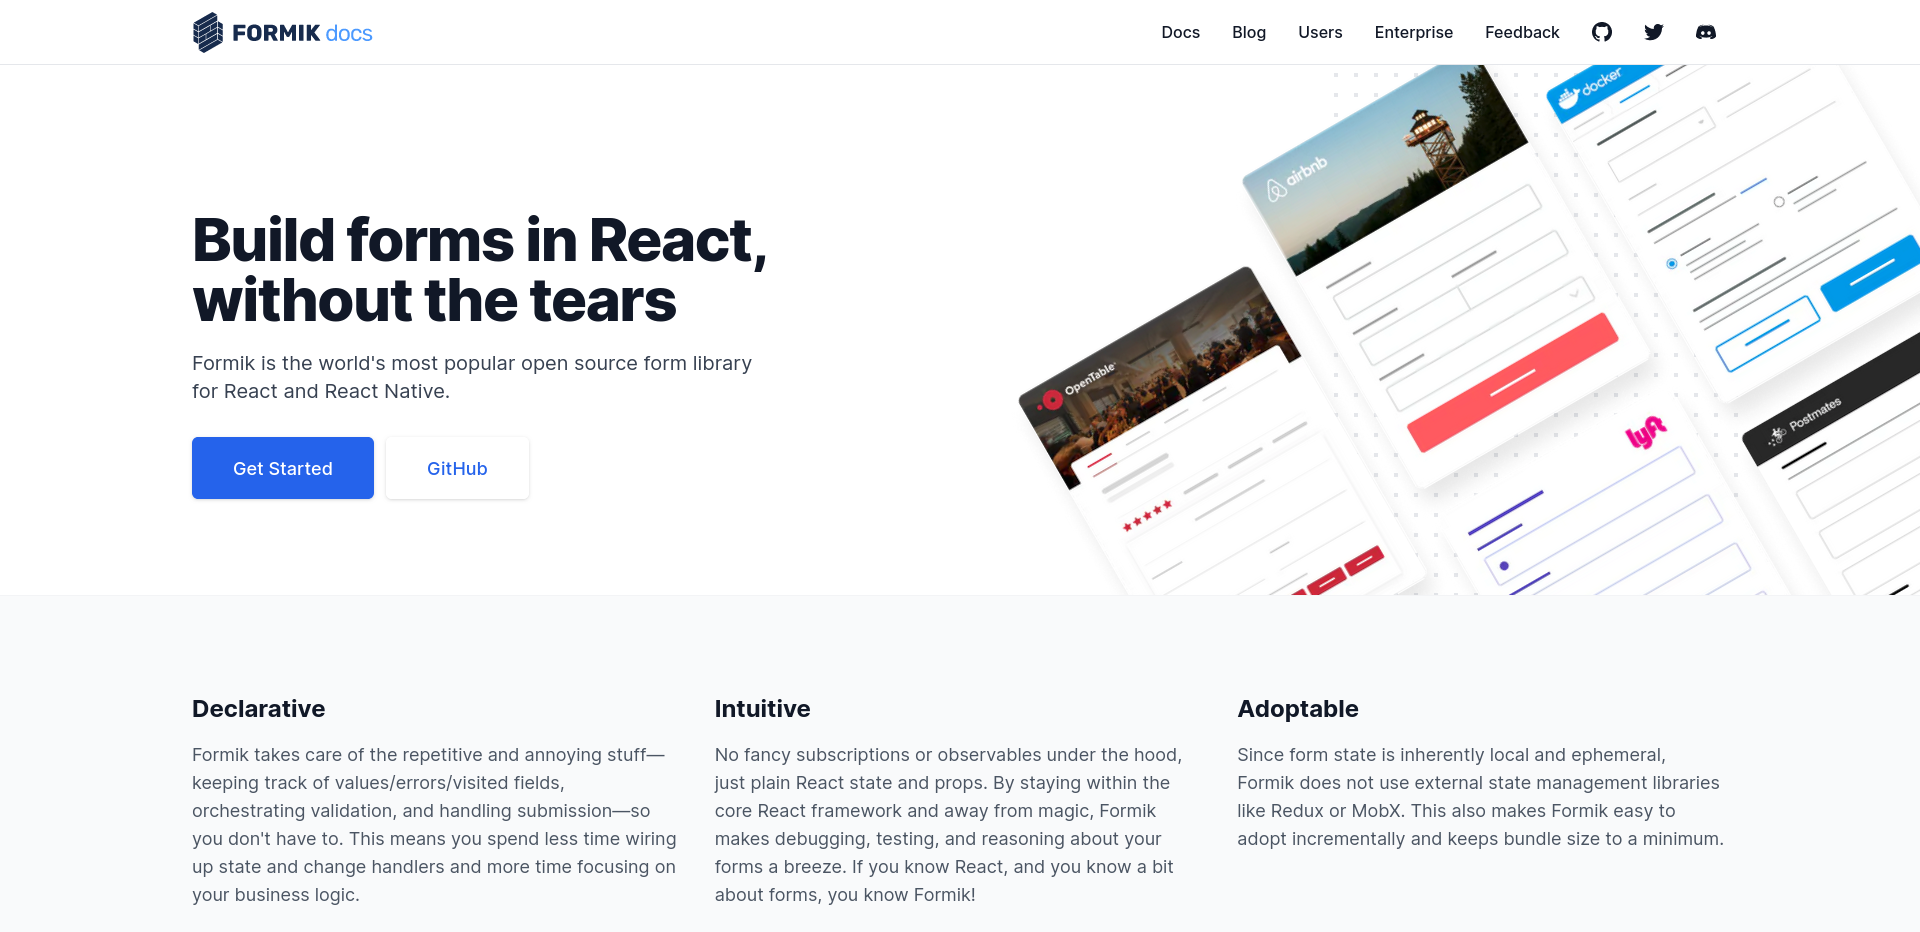 FORMIK docs
Docs
Blog
Users
Enterprise
Feedback
Build forms in React,
without the tears
Formik is the world's most popular open source form library
for React and React Native.
Get Started
GitHub
airbnb
docker
OpenTable
lyft
Postmates
Declarative
Formik takes care of the repetitive and annoying stuff—
keeping track of values/errors/visited fields,
orchestrating validation, and handling submission—so
you don't have to. This means you spend less time wiring
up state and change handlers and more time focusing on
your business logic.
Intuitive
No fancy subscriptions or observables under the hood,
just plain React state and props. By staying within the
core React framework and away from magic, Formik
makes debugging, testing, and reasoning about your
forms a breeze. If you know React, and you know a bit
about forms, you know Formik!
Adoptable
Since form state is inherently local and ephemeral,
Formik does not use external state management libraries
like Redux or MobX. This also makes Formik easy to
adopt incrementally and keeps bundle size to a minimum.